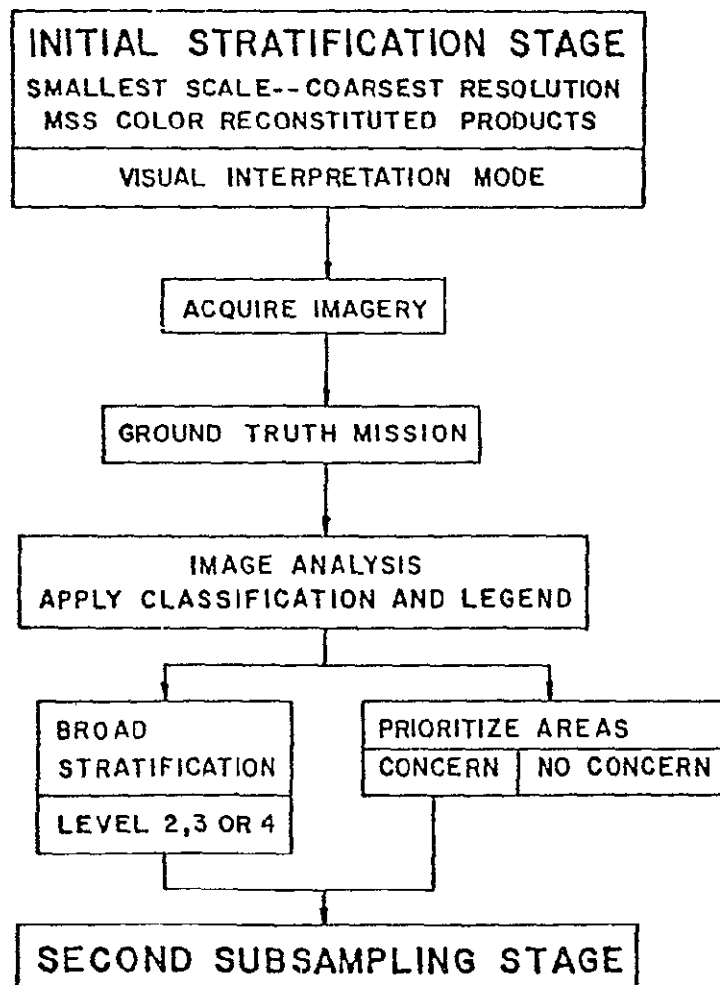 INITIAL STRATIFICATION STAGE
SMALLEST SCALE--COARSEST RESOLUTION
MSS COLOR RECONSTITUTED PRODUCTS
VISUAL INTERPRETATION MODE
ACQUIRE IMAGERY
GROUND TRUTH MISSION
IMAGE ANALYSIS
APPLY CLASSIFICATION AND LEGEND
BROAD
STRATIFICATION
LEVEL 2,3 OR 4
PRIORITIZE AREAS
CONCERN
NO CONCERN
SECOND SUBSAMPLING STAGE